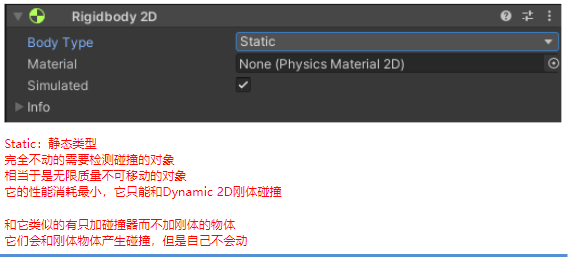 Rigidbody 2D
Body Type Static
Material None (Physics Material 2D)
Simulated
Info
Static：静态类型
完全不动的需要检测碰撞的对象
相当于是无限质量不可移动的对象
它的性能消耗最小，它只能和Dynamic 2D刚体碰撞
和它类似的有只加碰撞器而不加刚体的物体
它们会和刚体物体产生碰撞，但是自己不会动